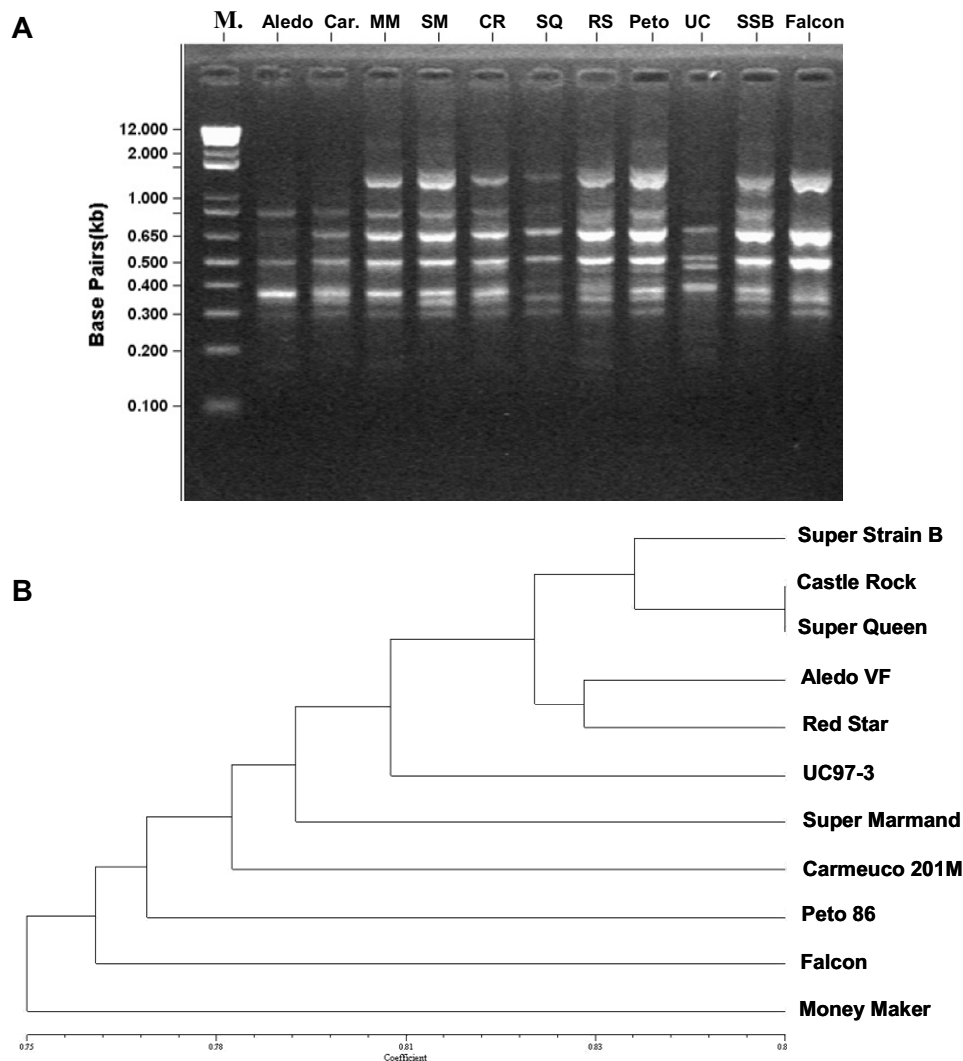 A
M. Aledo Car. MM SM CR SQ RS Peto UC SSB Falcon
Base Pairs(kb)
12.000
2.000
1.000
0.650
0.500
0.400
0.300
0.200
0.100
B
Super Strain B
Castle Rock
Super Queen
Aledo VF
Red Star
UC97-3
Super Marmand
Carmeuco 201M
Peto 86
Falcon
Money Maker
0.75 0.78 0.81 0.83 0.8
Coefficient